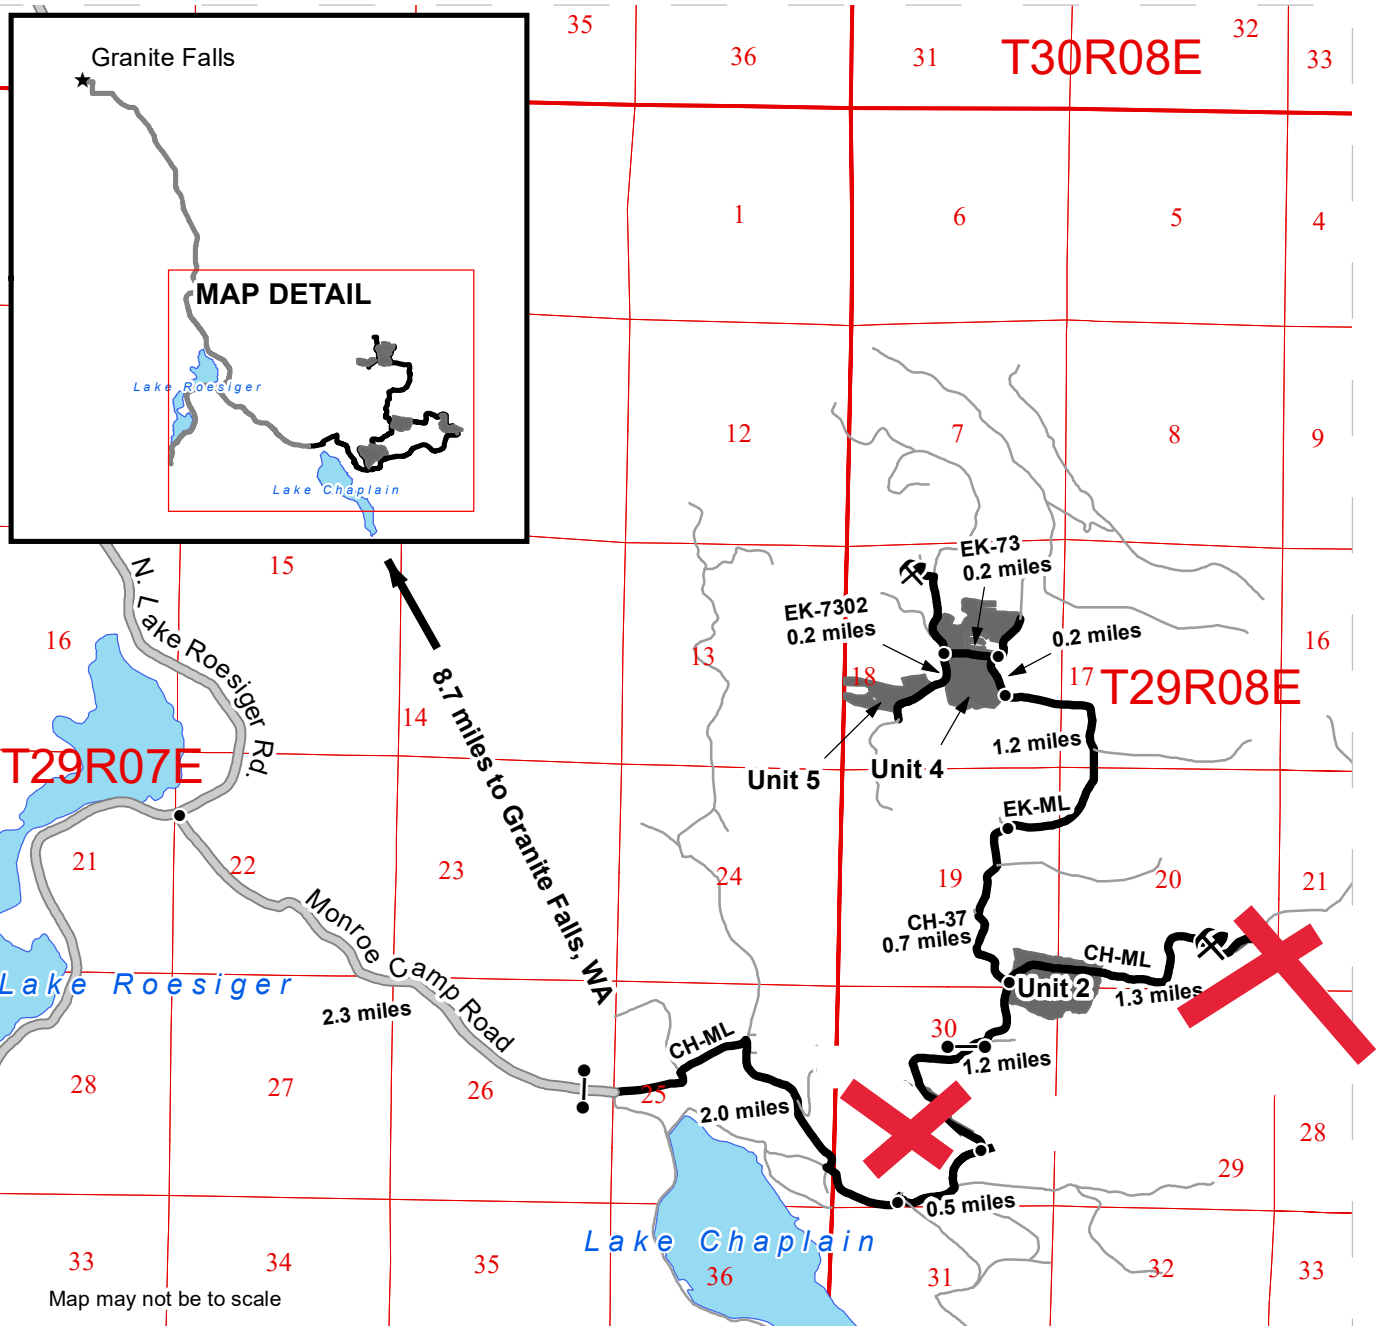 Granite Falls
MAP DETAIL
Lake Roesiger
Lake Chaplain
35
36
31
T30R08E
32
33
1
6
5
4
12
7
8
9
15
N. Lake Roesiger Rd.
16
14
13
EK-73
0.2 miles
EK-7302
0.2 miles
0.2 miles
16
18
17
T29R08E
T29R07E
8.7 miles to Granite Falls, WA
1.2 miles
Unit 5
Unit 4
EK-ML
21
22
23
24
19
20
21
Monroe Camp Road
CH-37
0.7 miles
CH-ML
Lake Roesiger
Unit 2
1.3 miles
2.3 miles
30
CH-ML
1.2 miles
28
27
26
25
2.0 miles
28
29
0.5 miles
Lake Chaplain
33
34
35
36
31
32
33
Map may not be to scale